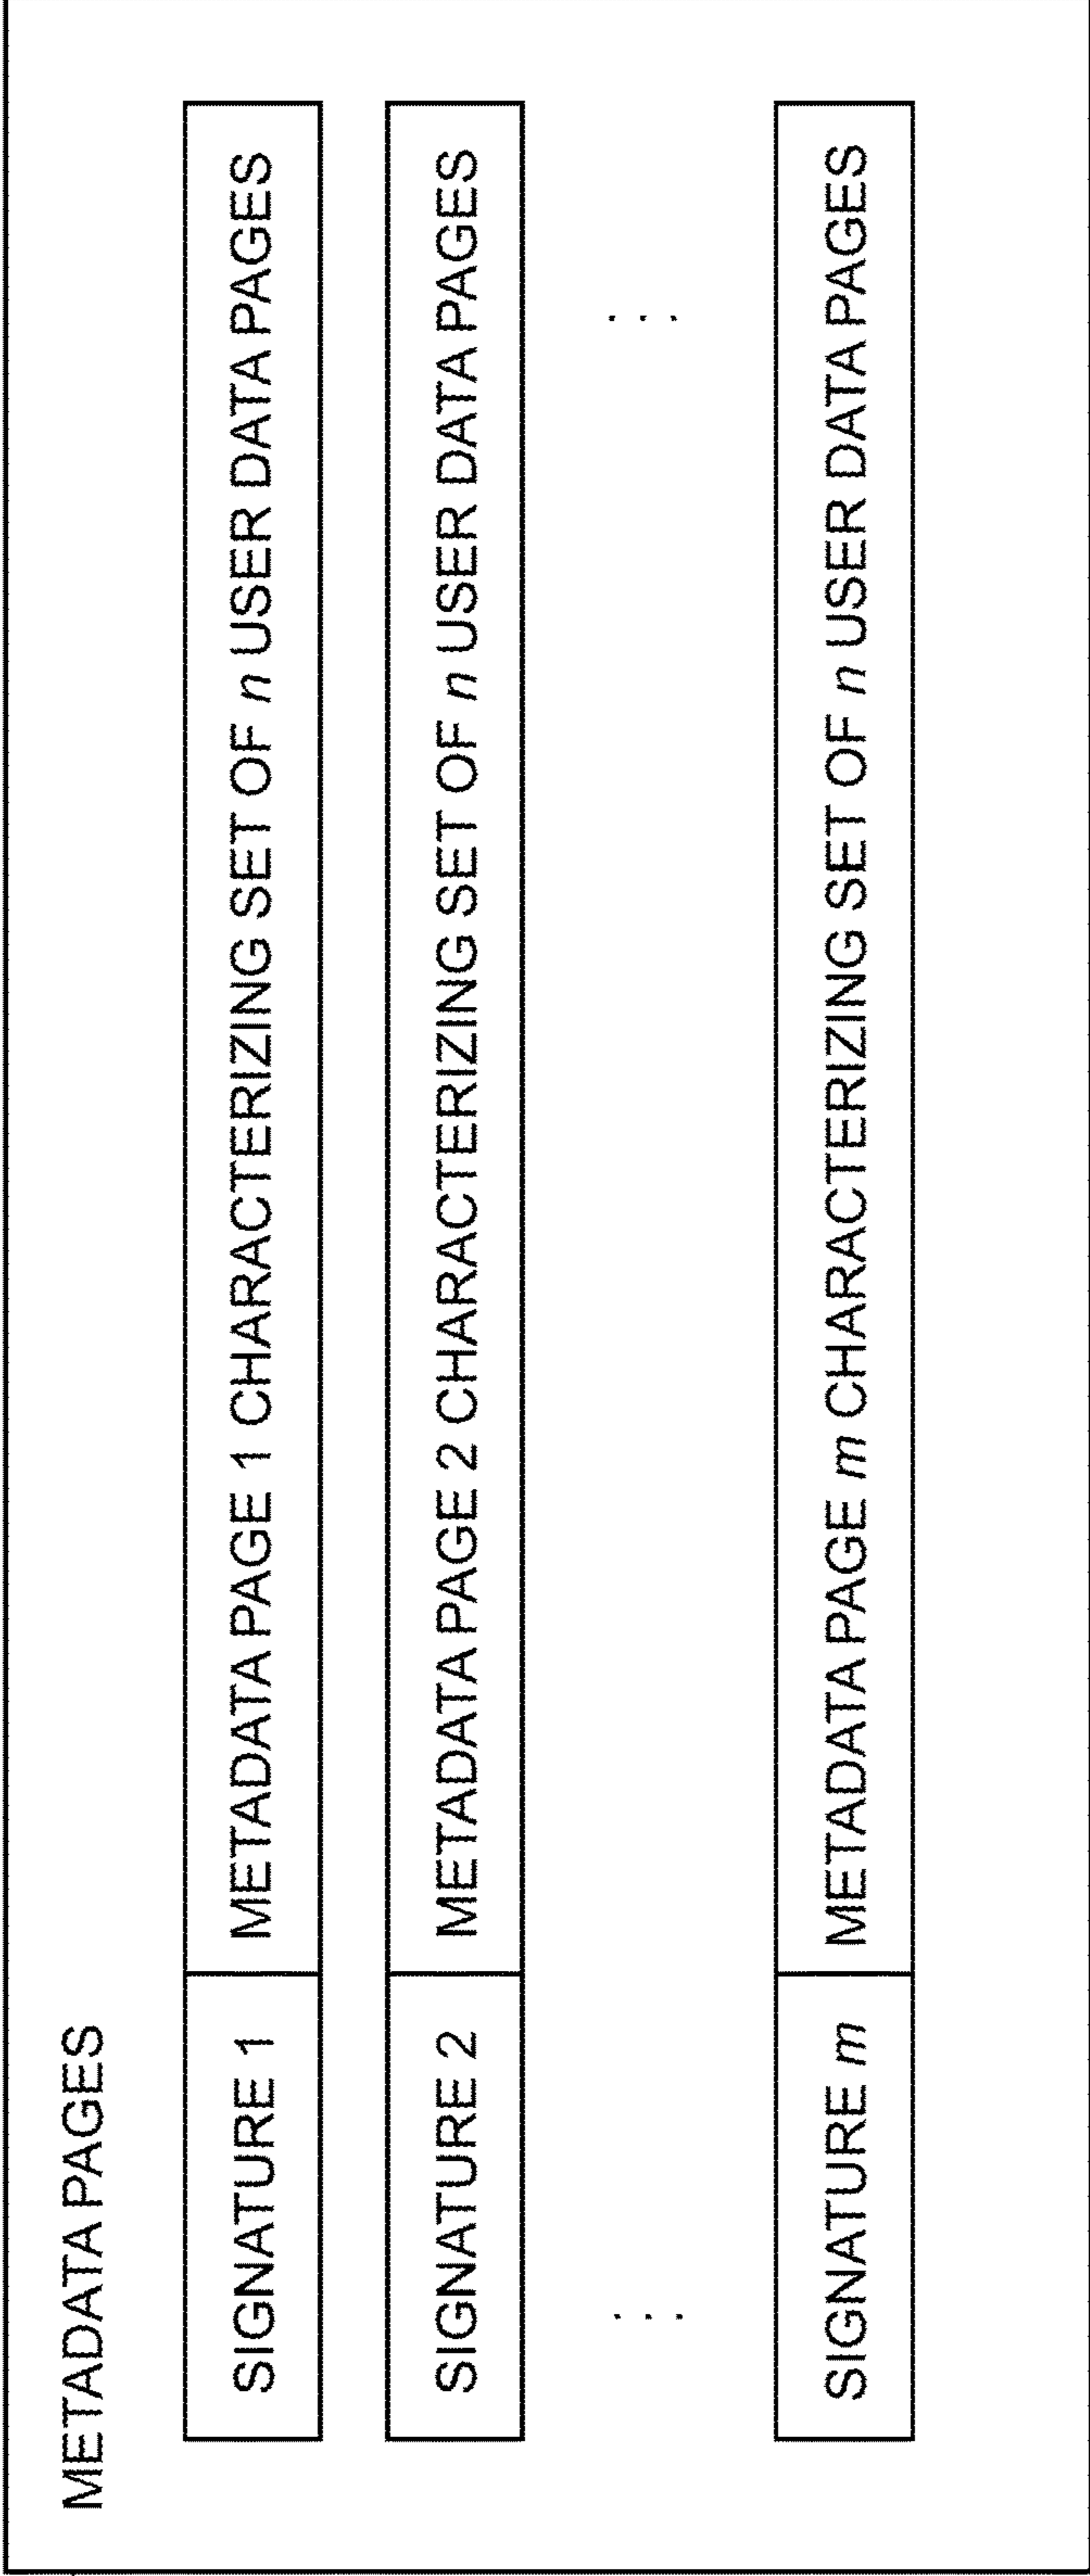 METADATA PAGES
SIGNATURE 1 METADATA PAGE 1 CHARACTERIZING SET OF n USER DATA PAGES
SIGNATURE 2 METADATA PAGE 2 CHARACTERIZING SET OF n USER DATA PAGES
. . . . . .
SIGNATURE m METADATA PAGE m CHARACTERIZING SET OF n USER DATA PAGES